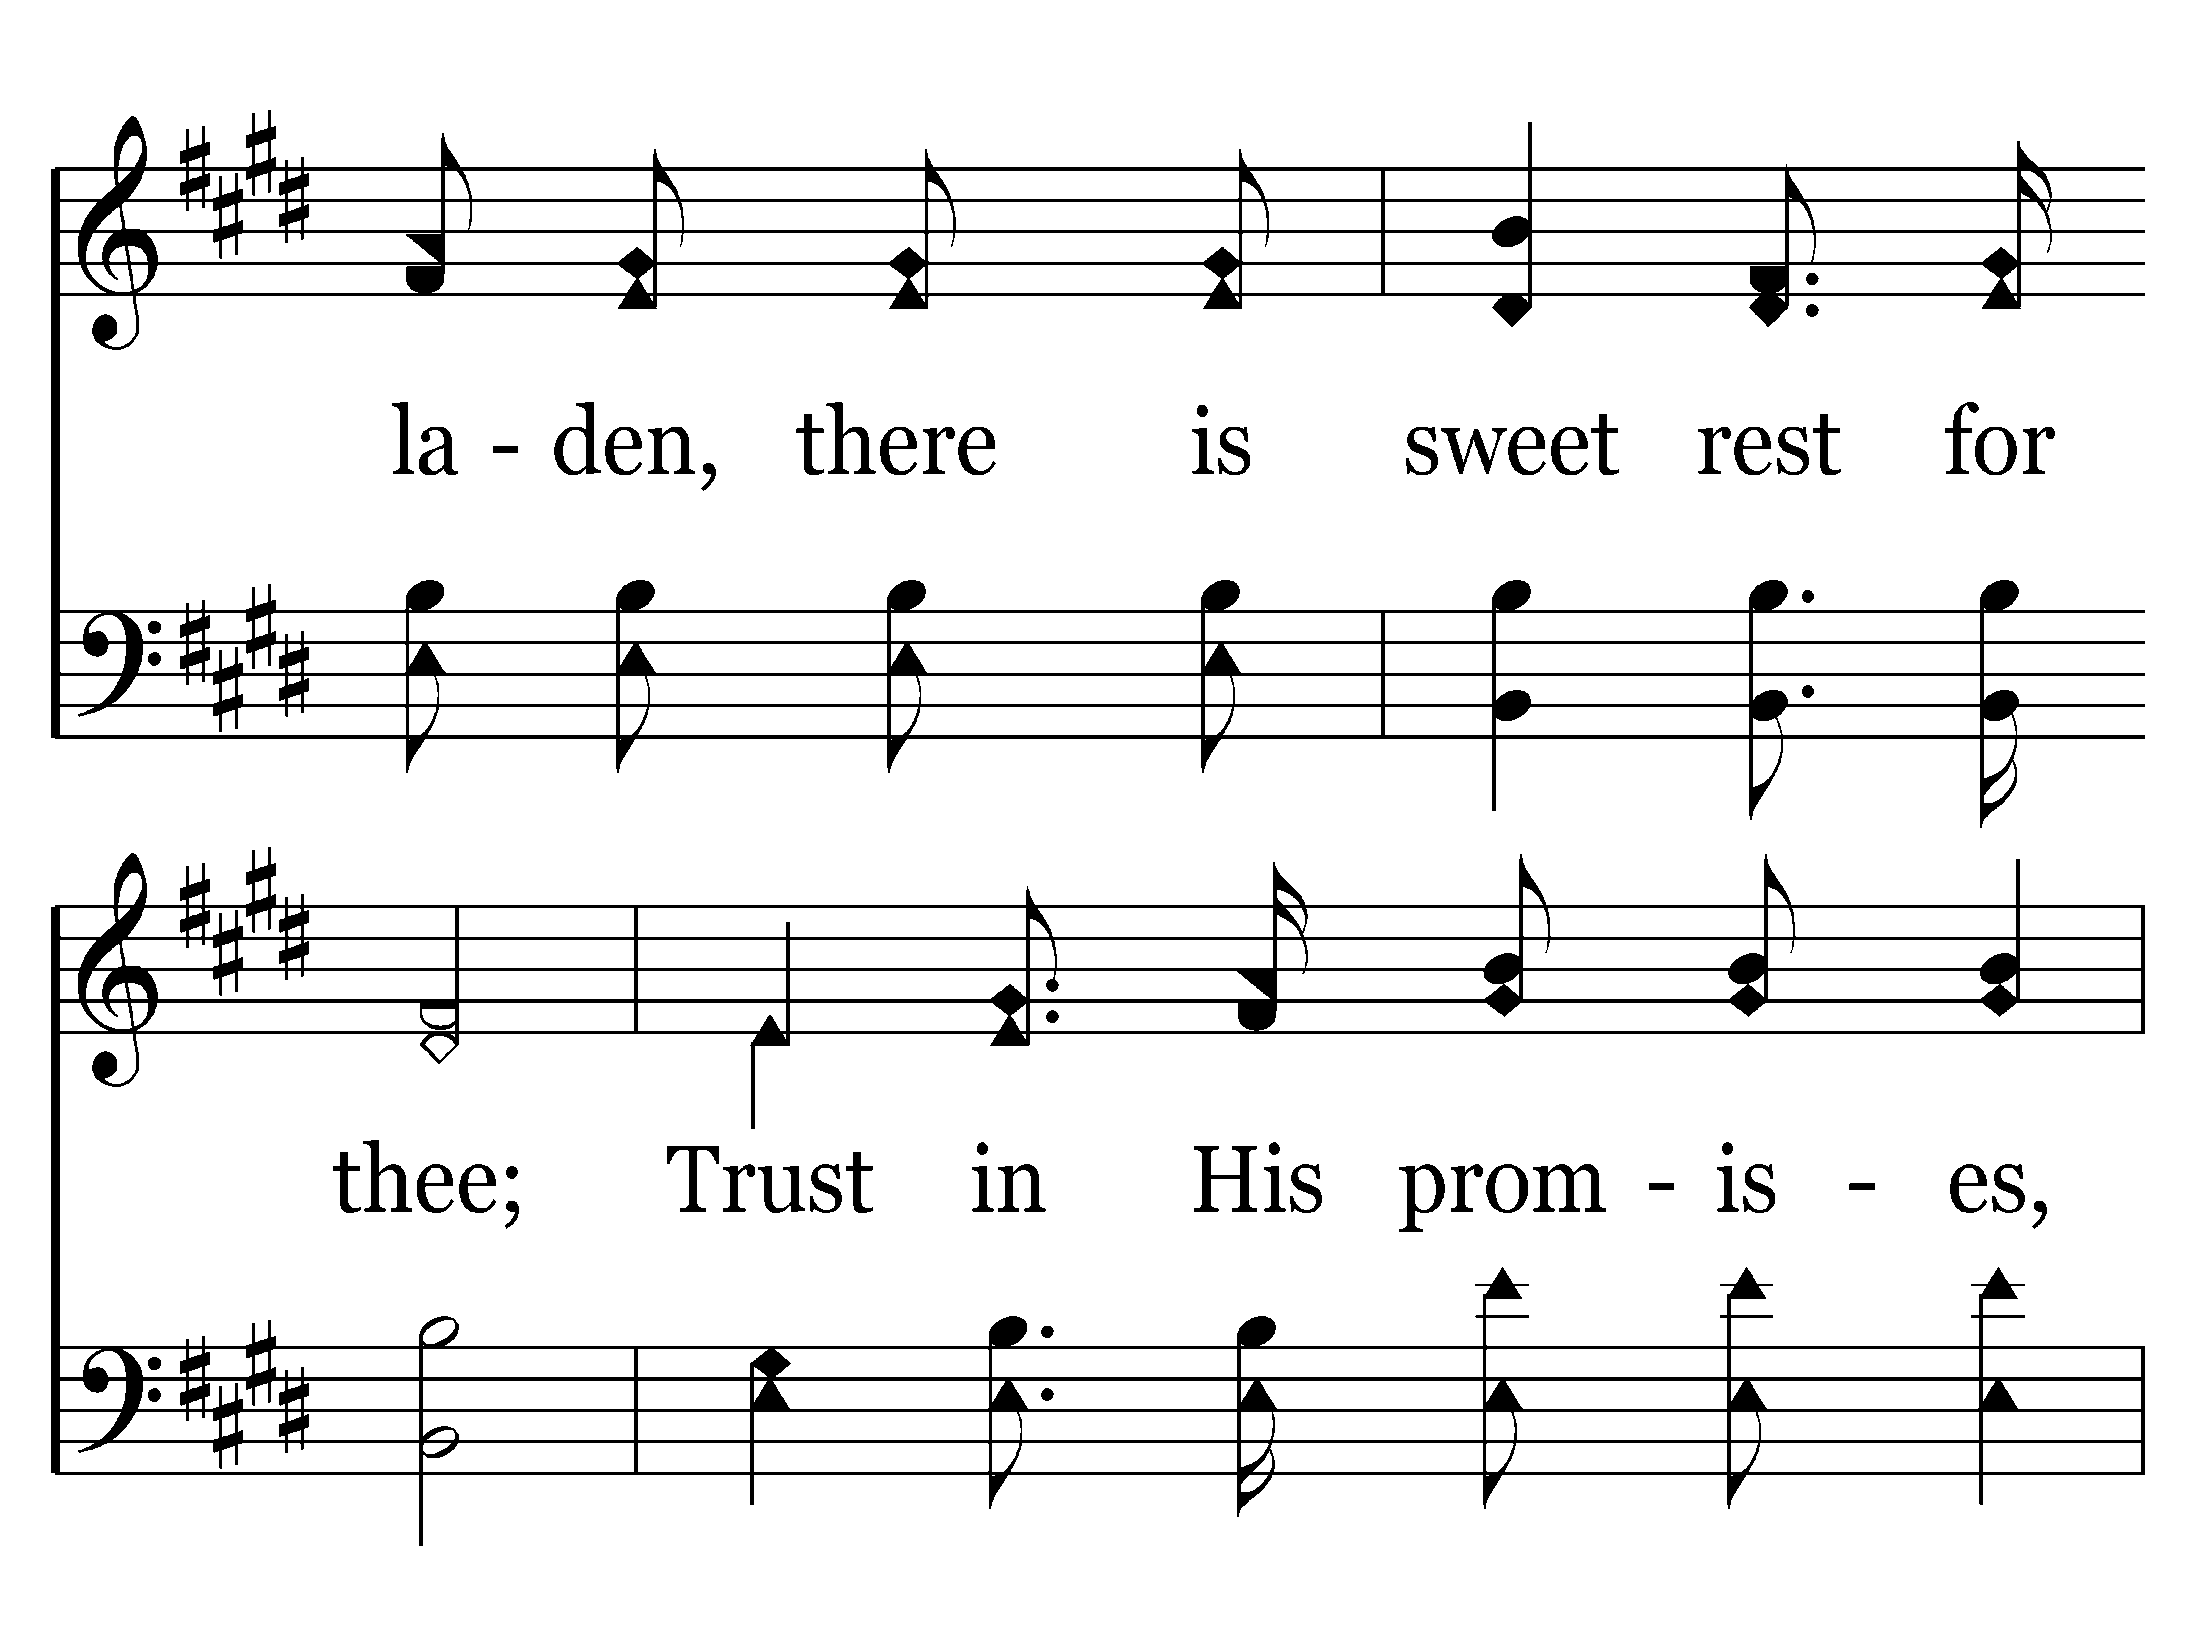 la - den, there is sweet rest for
thee; Trust in His prom - is - es,